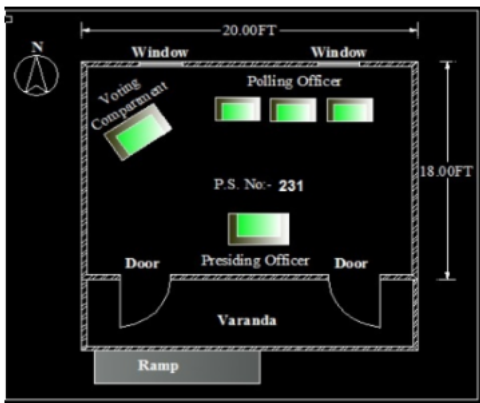 20.00FT
N
Window Window
Polling Officer
Voting
Compartment
18.00FT
P.S. No:- 231
Presiding Officer
Door Door
Varanda
Ramp